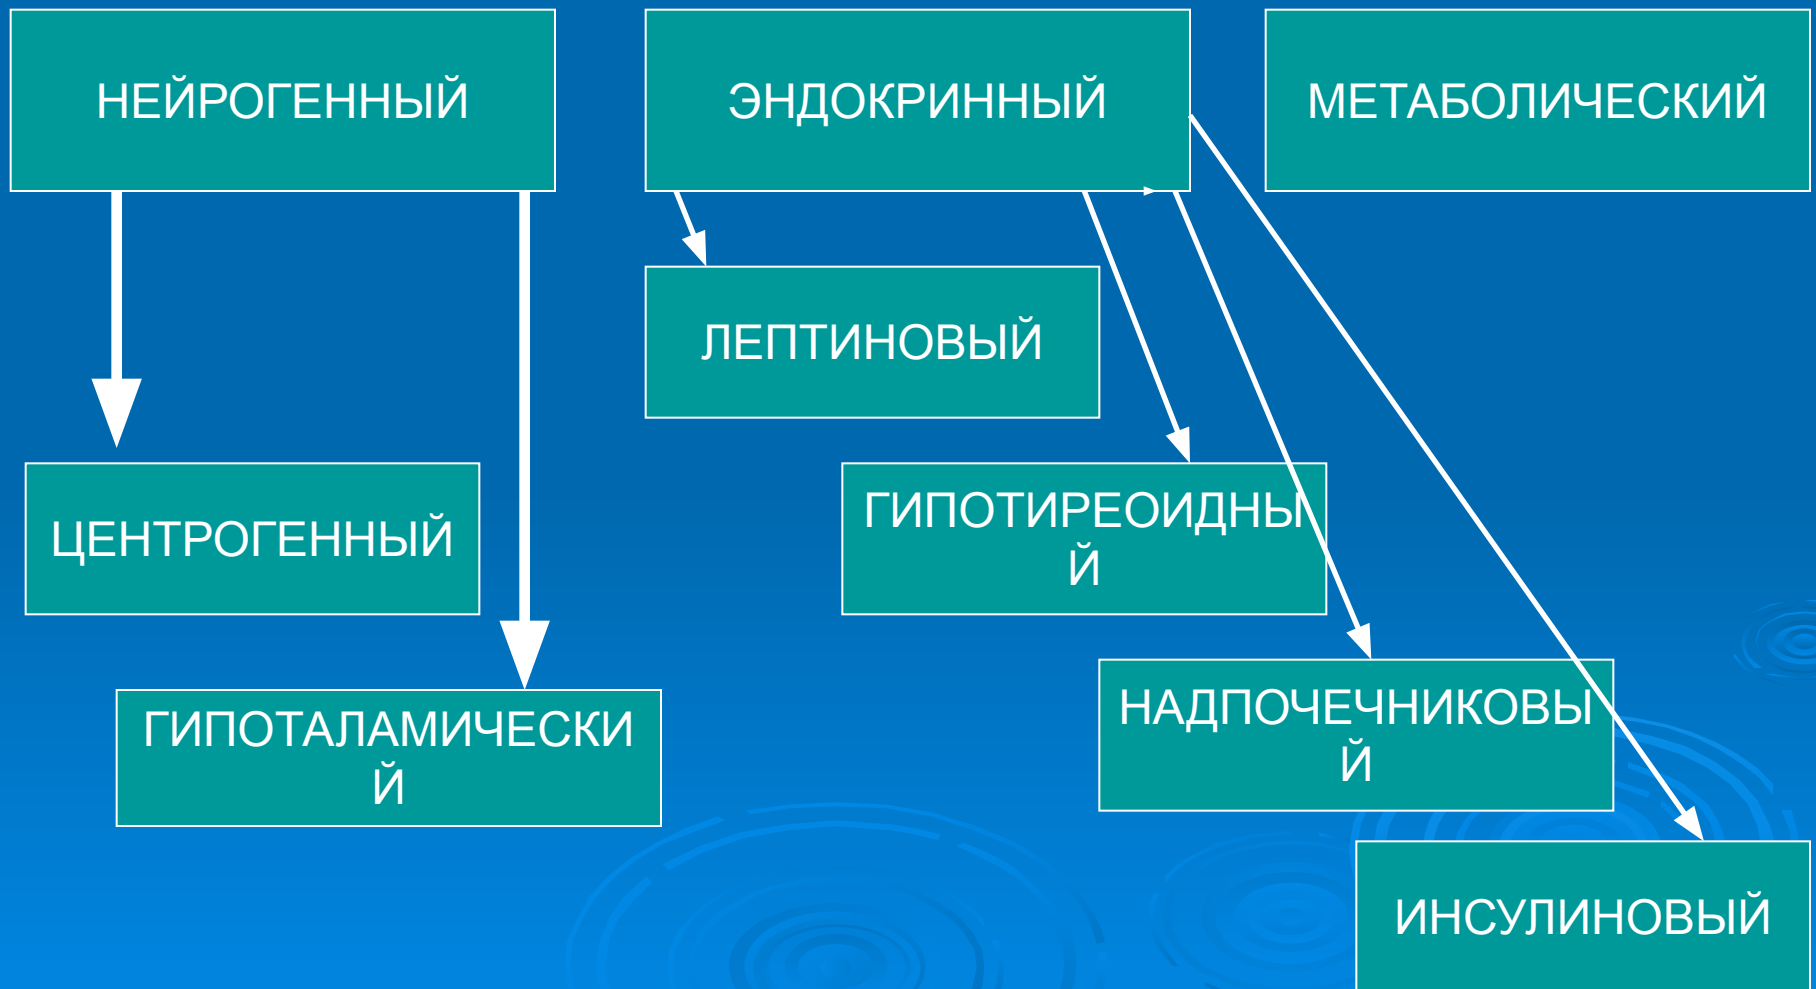 НЕЙРОГЕННЫЙ
ЭНДОКРИННЫЙ
МЕТАБОЛИЧЕСКИЙ
ЛЕПТИНОВЫЙ
ЦЕНТРОГЕННЫЙ
ГИПОТИРЕОИДНЫ
Й
ГИПОТАЛАМИЧЕСКИ
Й
НАДПОЧЕЧНИКОВЫ
Й
ИНСУЛИНОВЫЙ